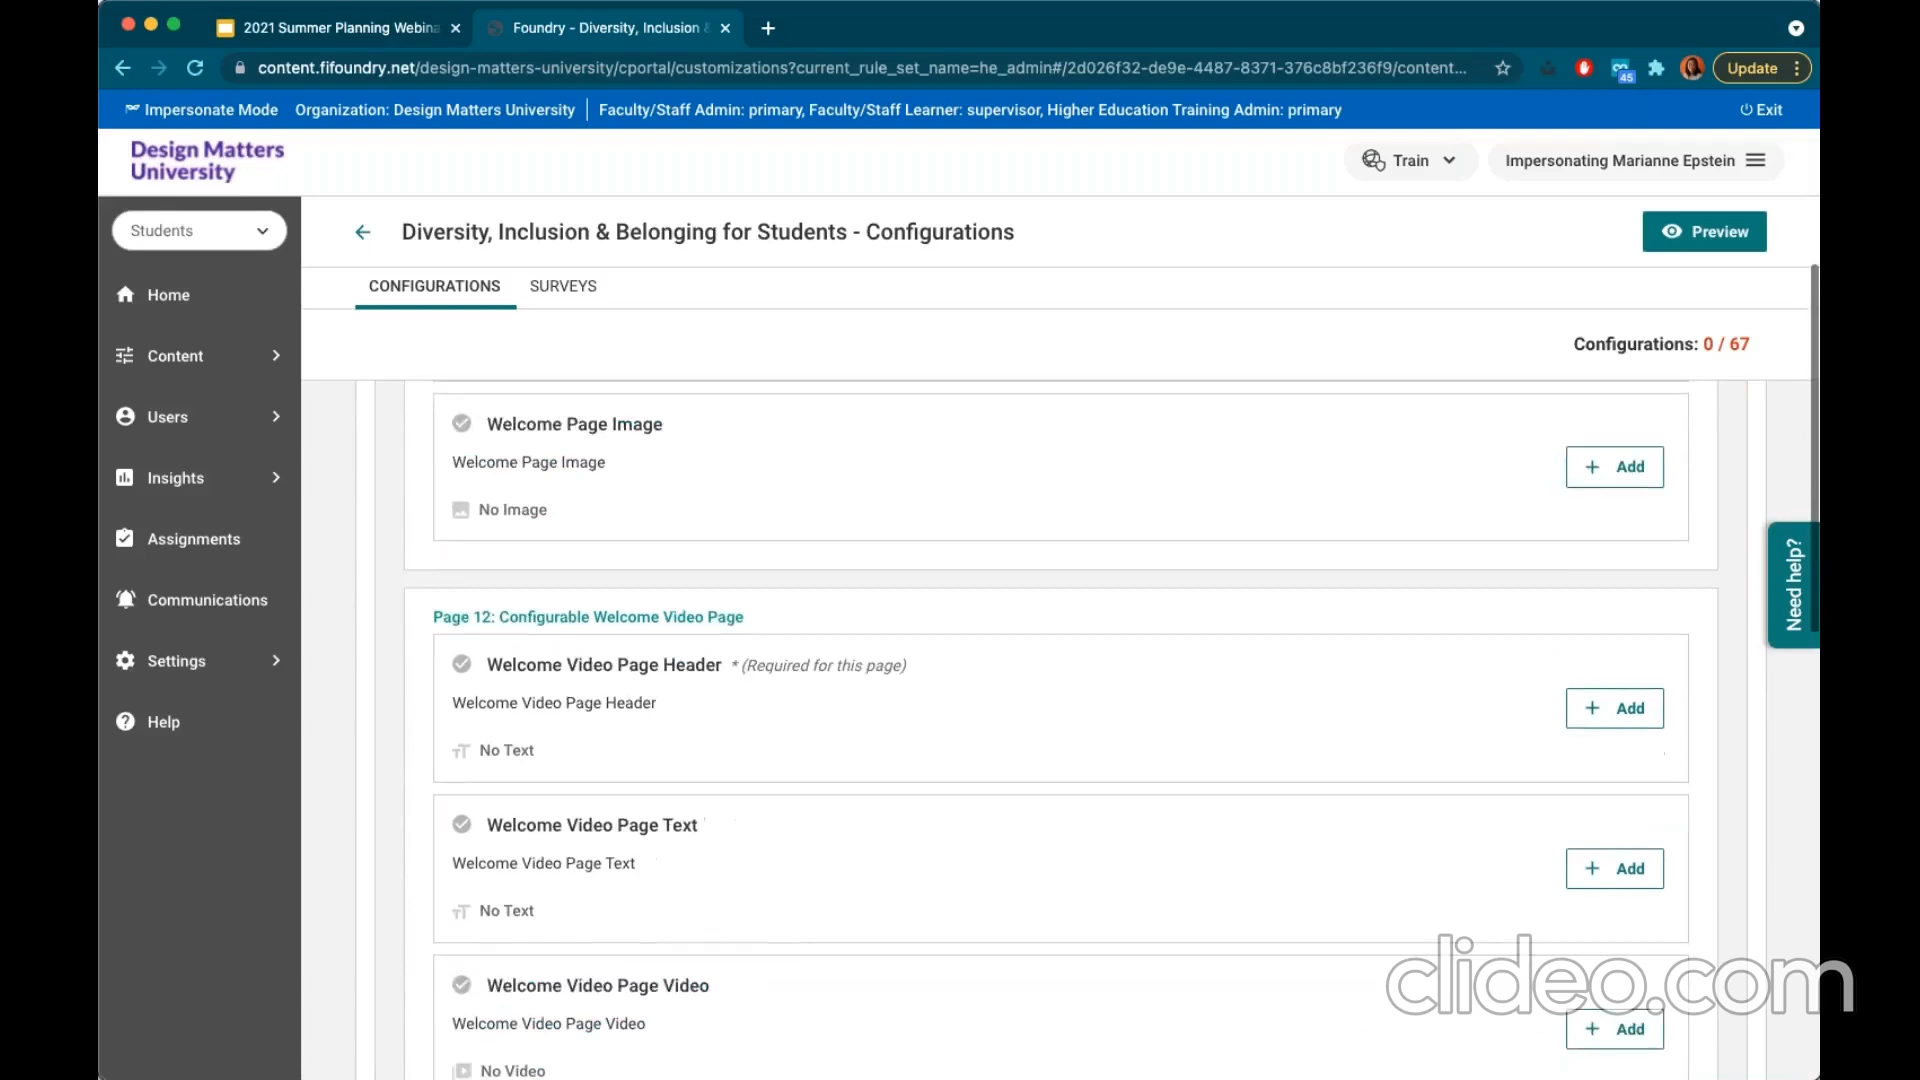 2021 Summer Planning Webina
Foundry - Diversity, Inclusion &
content.fifoundry.net/design-matters-university/cportal/customizations?current_rule_set_name=he_admin#/2d026f32-de9e-4487-8371-376c8bf236f9/content...
45
Update
Impersonate Mode
Organization: Design Matters University
Faculty/Staff Admin: primary, Faculty/Staff Learner: supervisor, Higher Education Training Admin: primary
Exit
Design Matters
University
Train
Impersonating Marianne Epstein
Students
Diversity, Inclusion & Belonging for Students - Configurations
Preview
CONFIGURATIONS
SURVEYS
Configurations: 0 / 67
Home
Content
Users
Insights
Assignments
Communications
Settings
Help
Welcome Page Image
Welcome Page Image
+ Add
No Image
Need help?
Page 12: Configurable Welcome Video Page
Welcome Video Page Header * (Required for this page)
Welcome Video Page Header
+ Add
No Text
Welcome Video Page Text
Welcome Video Page Text
+ Add
No Text
Welcome Video Page Video
Welcome Video Page Video
+ Add
No Video
clideo.com